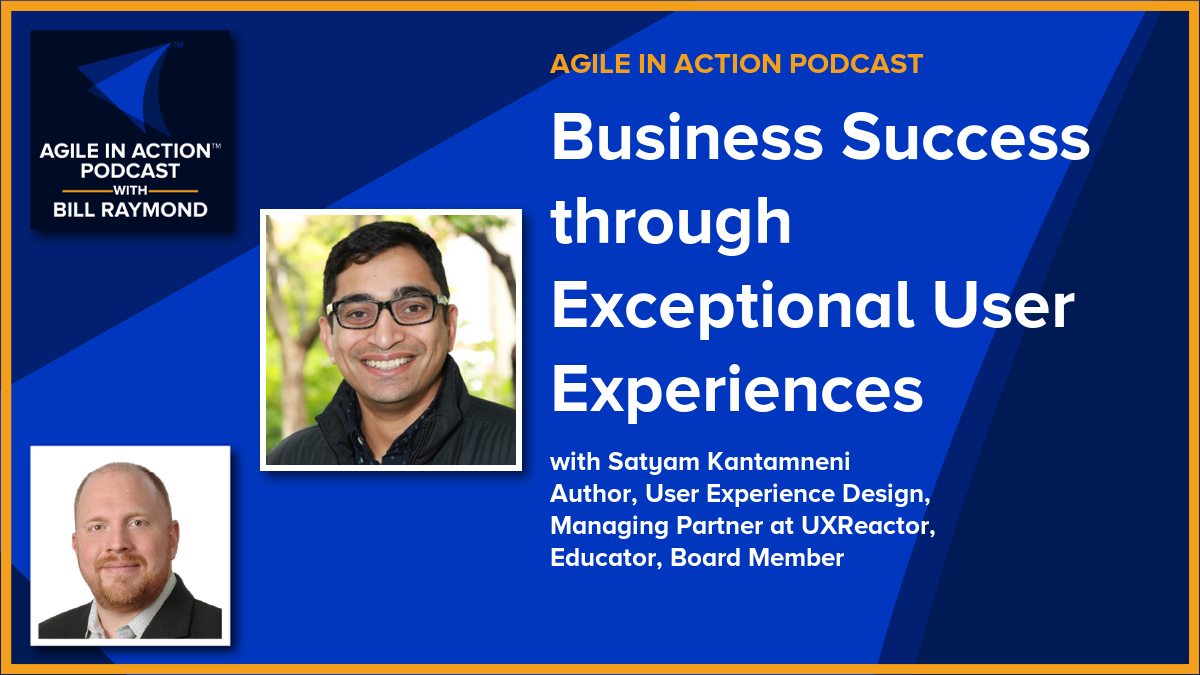 AGILE IN ACTION™
PODCAST
WITH
BILL RAYMOND
AGILE IN ACTION PODCAST
Business Success
through
Exceptional User
Experiences
with Satyam Kantamneni
Author, User Experience Design,
Managing Partner at UXReactor,
Educator, Board Member
TM